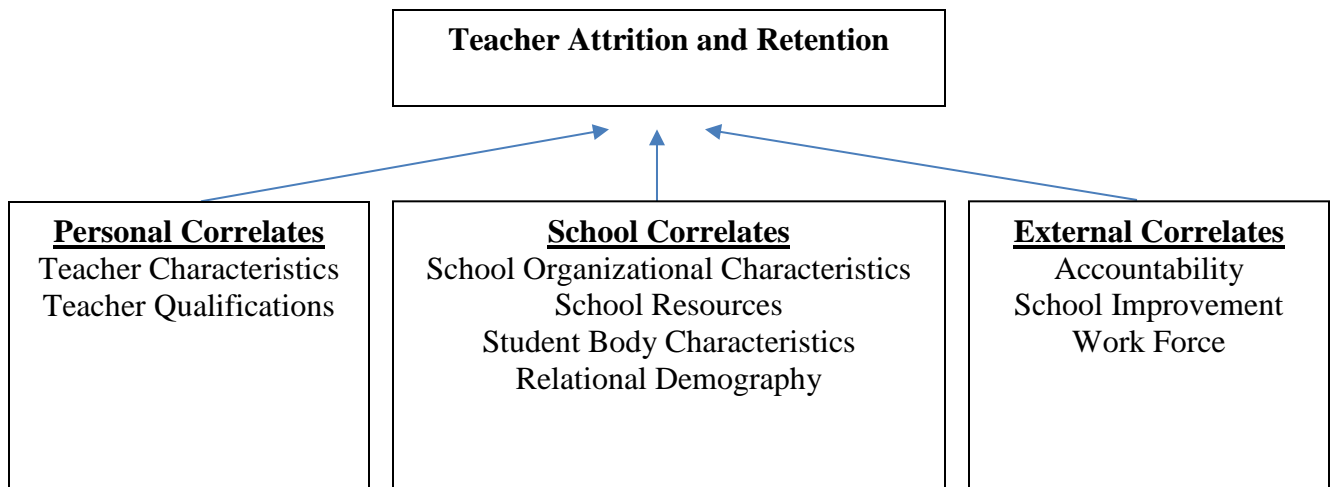 Teacher Attrition and Retention
Personal Correlates
Teacher Characteristics
Teacher Qualifications
School Correlates
School Organizational Characteristics
School Resources
Student Body Characteristics
Relational Demography
External Correlates
Accountability
School Improvement
Work Force